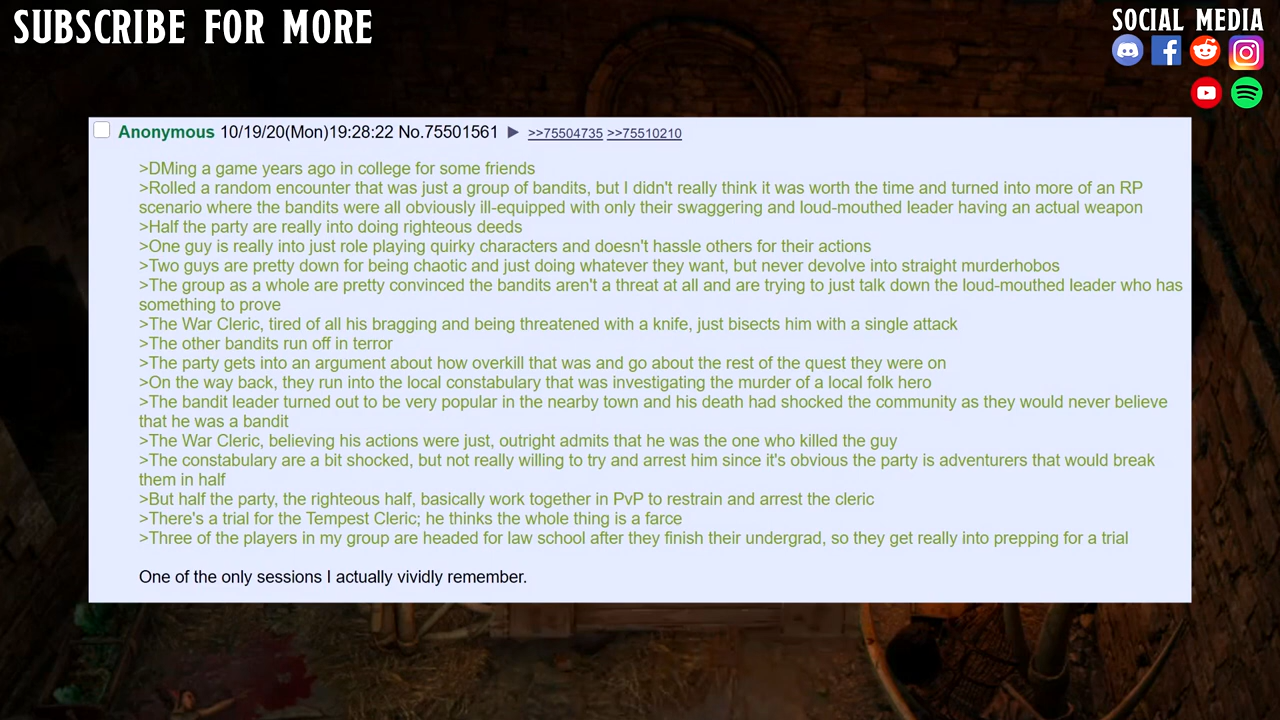 SUBSCRIBE FOR MORE
SOCIAL MEDIA
Anonymous 10/19/20(Mon)19:28:22 No.75501561 ▶ >>75504735 >>75510210
>DMing a game years ago in college for some friends
>Rolled a random encounter that was just a group of bandits, but I didn't really think it was worth the time and turned into more of an RP
scenario where the bandits were all obviously ill-equipped with only their swaggering and loud-mouthed leader having an actual weapon
>Half the party are really into doing righteous deeds
>One guy is really into just role playing quirky characters and doesn't hassle others for their actions
>Two guys are pretty down for being chaotic and just doing whatever they want, but never devolve into straight murderhobos
>The group as a whole are pretty convinced the bandits aren't a threat at all and are trying to just talk down the loud-mouthed leader who has
something to prove
>The War Cleric, tired of all his bragging and being threatened with a knife, just bisects him with a single attack
>The other bandits run off in terror
>The party gets into an argument about how overkill that was and go about the rest of the quest they were on
>On the way back, they run into the local constabulary that was investigating the murder of a local folk hero
>The bandit leader turned out to be very popular in the nearby town and his death had shocked the community as they would never believe
that he was a bandit
>The War Cleric, believing his actions were just, outright admits that he was the one who killed the guy
>The constabulary are a bit shocked, but not really willing to try and arrest him since it's obvious the party is adventurers that would break
them in half
>But half the party, the righteous half, basically work together in PvP to restrain and arrest the cleric
>There's a trial for the Tempest Cleric; he thinks the whole thing is a farce
>Three of the players in my group are headed for law school after they finish their undergrad, so they get really into prepping for a trial
One of the only sessions I actually vividly remember.